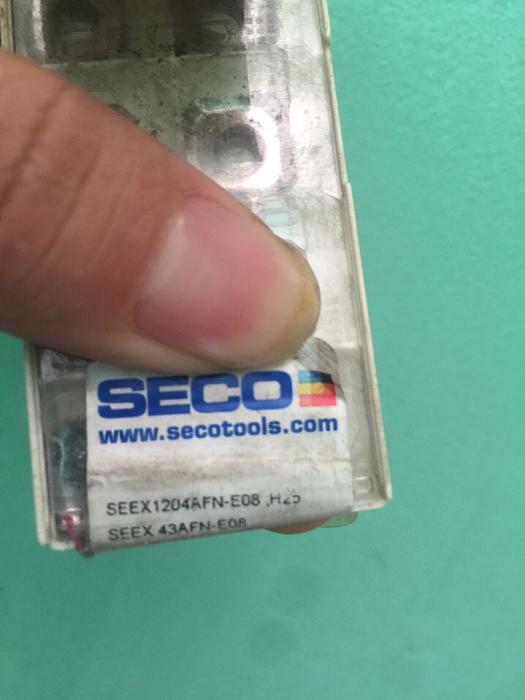 SECO
www.secotools.com
SEEX1204AFN-E08 ,H25
SEEX 43AFN-E08